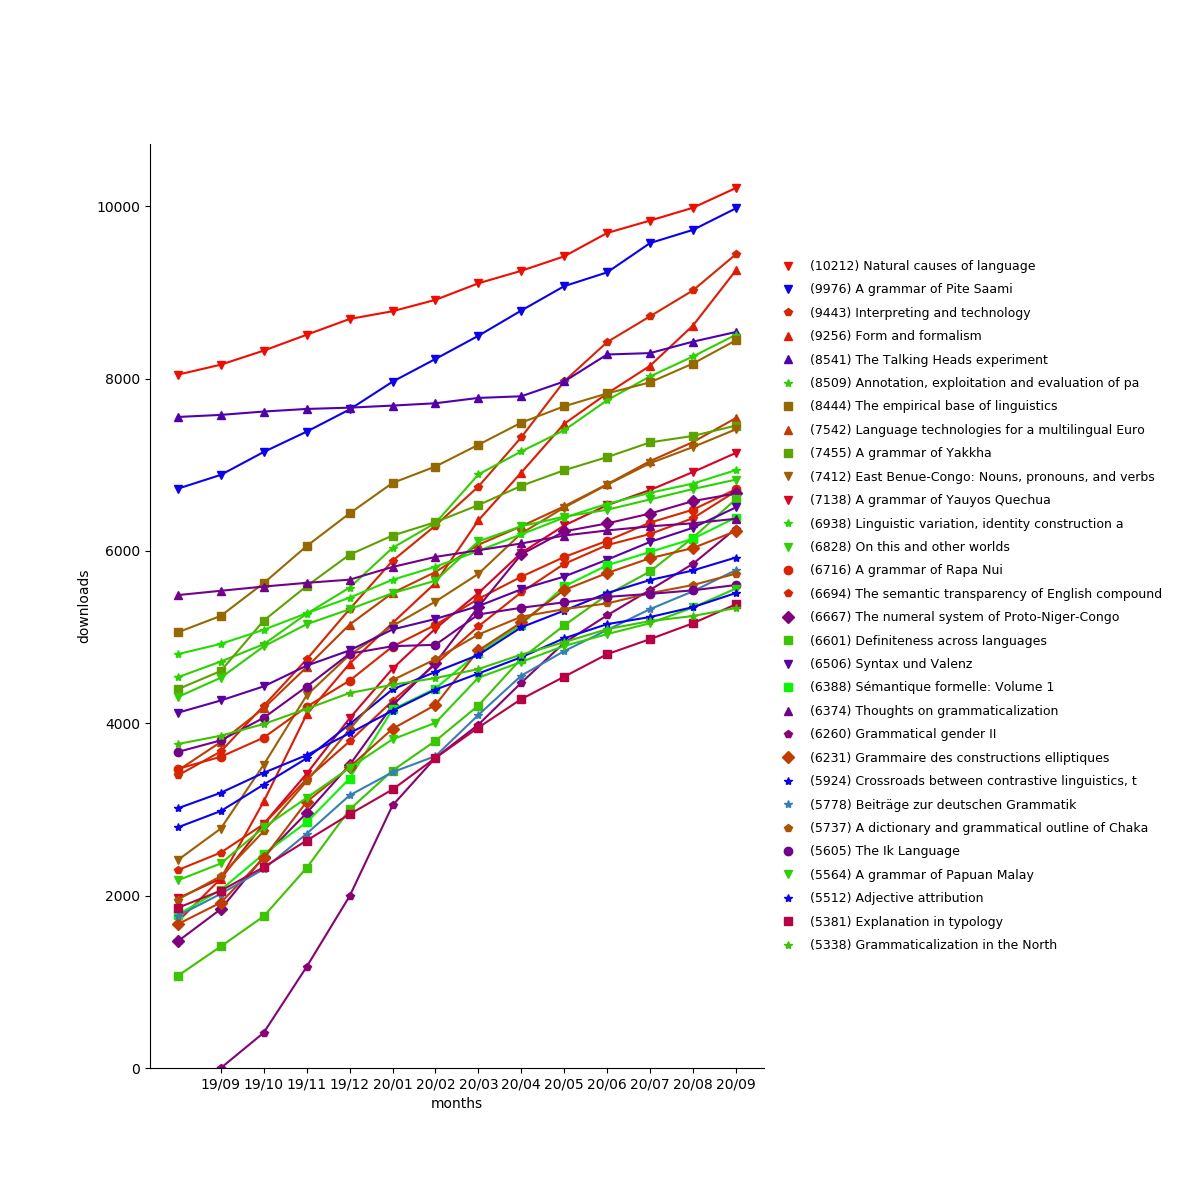 10000
8000
6000
4000
2000
0
downloads
19/09 19/10 19/11 19/12 20/01 20/02 20/03 20/04 20/05 20/06 20/07 20/08 20/09
months
(10212) Natural causes of language
(9976) A grammar of Pite Saami
(9443) Interpreting and technology
(9256) Form and formalism
(8541) The Talking Heads experiment
(8509) Annotation, exploitation and evaluation of pa
(8444) The empirical base of linguistics
(7542) Language technologies for a multilingual Euro
(7455) A grammar of Yakkha
(7412) East Benue-Congo: Nouns, pronouns, and verbs
(7138) A grammar of Yauyos Quechua
(6938) Linguistic variation, identity construction a
(6828) On this and other worlds
(6716) A grammar of Rapa Nui
(6694) The semantic transparency of English compound
(6667) The numeral system of Proto-Niger-Congo
(6601) Definiteness across languages
(6506) Syntax und Valenz
(6388) Sémantique formelle: Volume 1
(6374) Thoughts on grammaticalization
(6260) Grammatical gender II
(6231) Grammaire des constructions elliptiques
(5924) Crossroads between contrastive linguistics, t
(5778) Beiträge zur deutschen Grammatik
(5737) A dictionary and grammatical outline of Chaka
(5605) The Ik Language
(5564) A grammar of Papuan Malay
(5512) Adjective attribution
(5381) Explanation in typology
(5338) Grammaticalization in the North